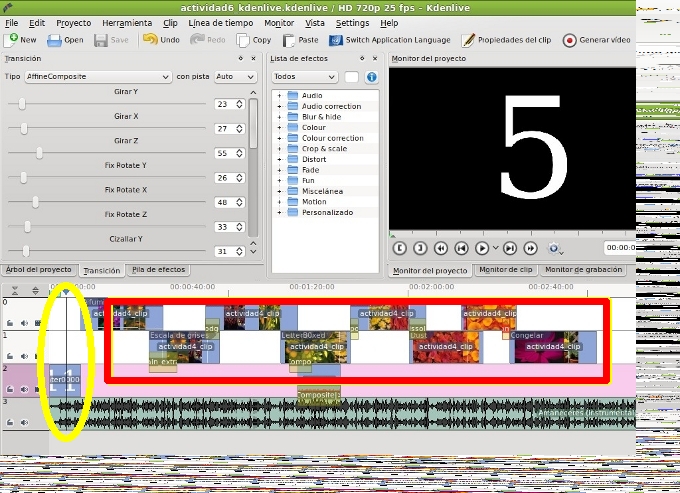 actividad6_kdenlive.kdenlive / HD 720p 25 fps - Kdenlive
File Edit Proyecto Herramienta Clip Línea de tiempo Monitor Vista Settings Help
New Open Save Undo Redo Copy Paste Switch Application Language Propiedades del clip Generar vídeo
Transición Lista de efectos Monitor del proyecto
Tipo AffineComposite con pista Auto
Todos
Girar Y
23
Girar X
27
Girar Z
55
Fix Rotate Y
26
Fix Rotate X
48
Fix Rotate Z
33
Cizallar Y
31
Audio
Audio correction
Blur & hide
Colour
Colour correction
Crop & scale
Distort
Fade
Fun
Miscelánea
Motion
Personalizado
5
00:00:0
Árbol del proyecto Transición Pila de efectos Monitor del proyecto Monitor de clip Monitor de grabación
00:00:40:00 00:01:20:00 00:02:00:00 00:02:40:00
0
actividad4_clip actividad4_clip actividad4_clip
1
Escala de grises LetterB0xed Dust Congelar
actividad4_clip actividad4_clip actividad4_clip actividad4_clip
2
Composite
3
Amaneceres (instrumental